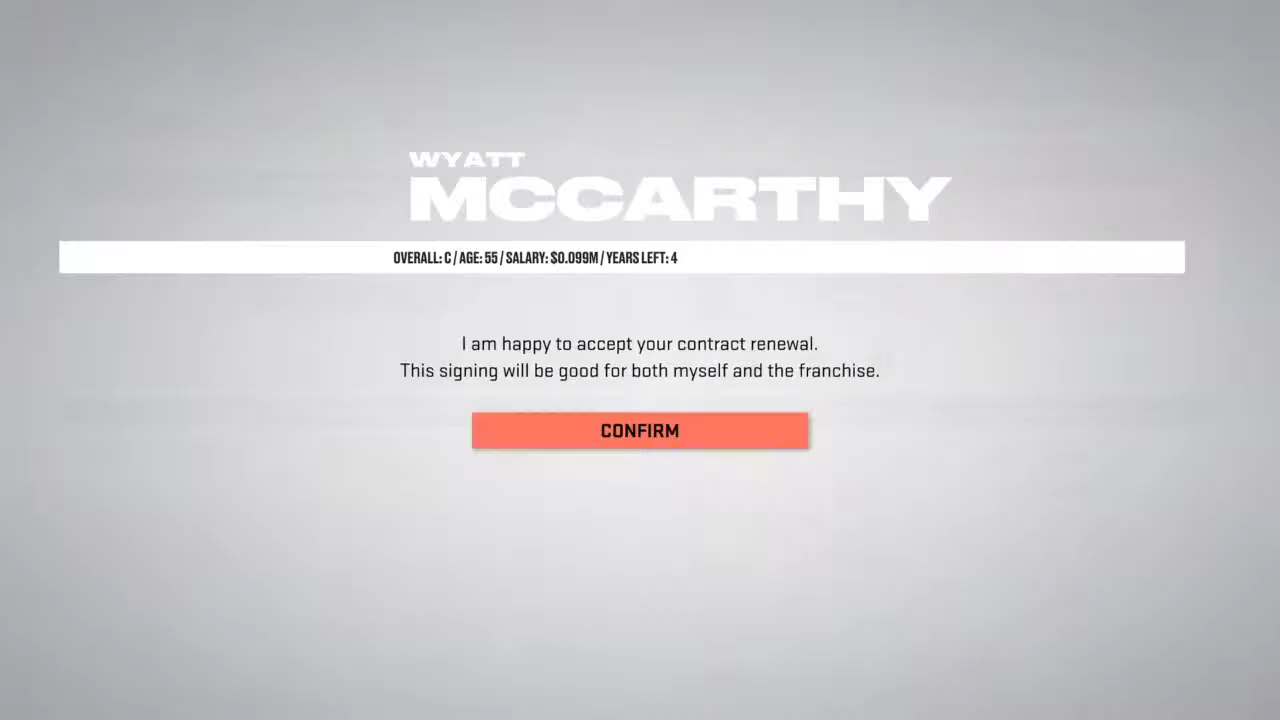 WYATT
MCCARTHY
OVERALL: C / AGE: 55 / SALARY: $0.099M / YEARS LEFT: 4
I am happy to accept your contract renewal.
This signing will be good for both myself and the franchise.
CONFIRM